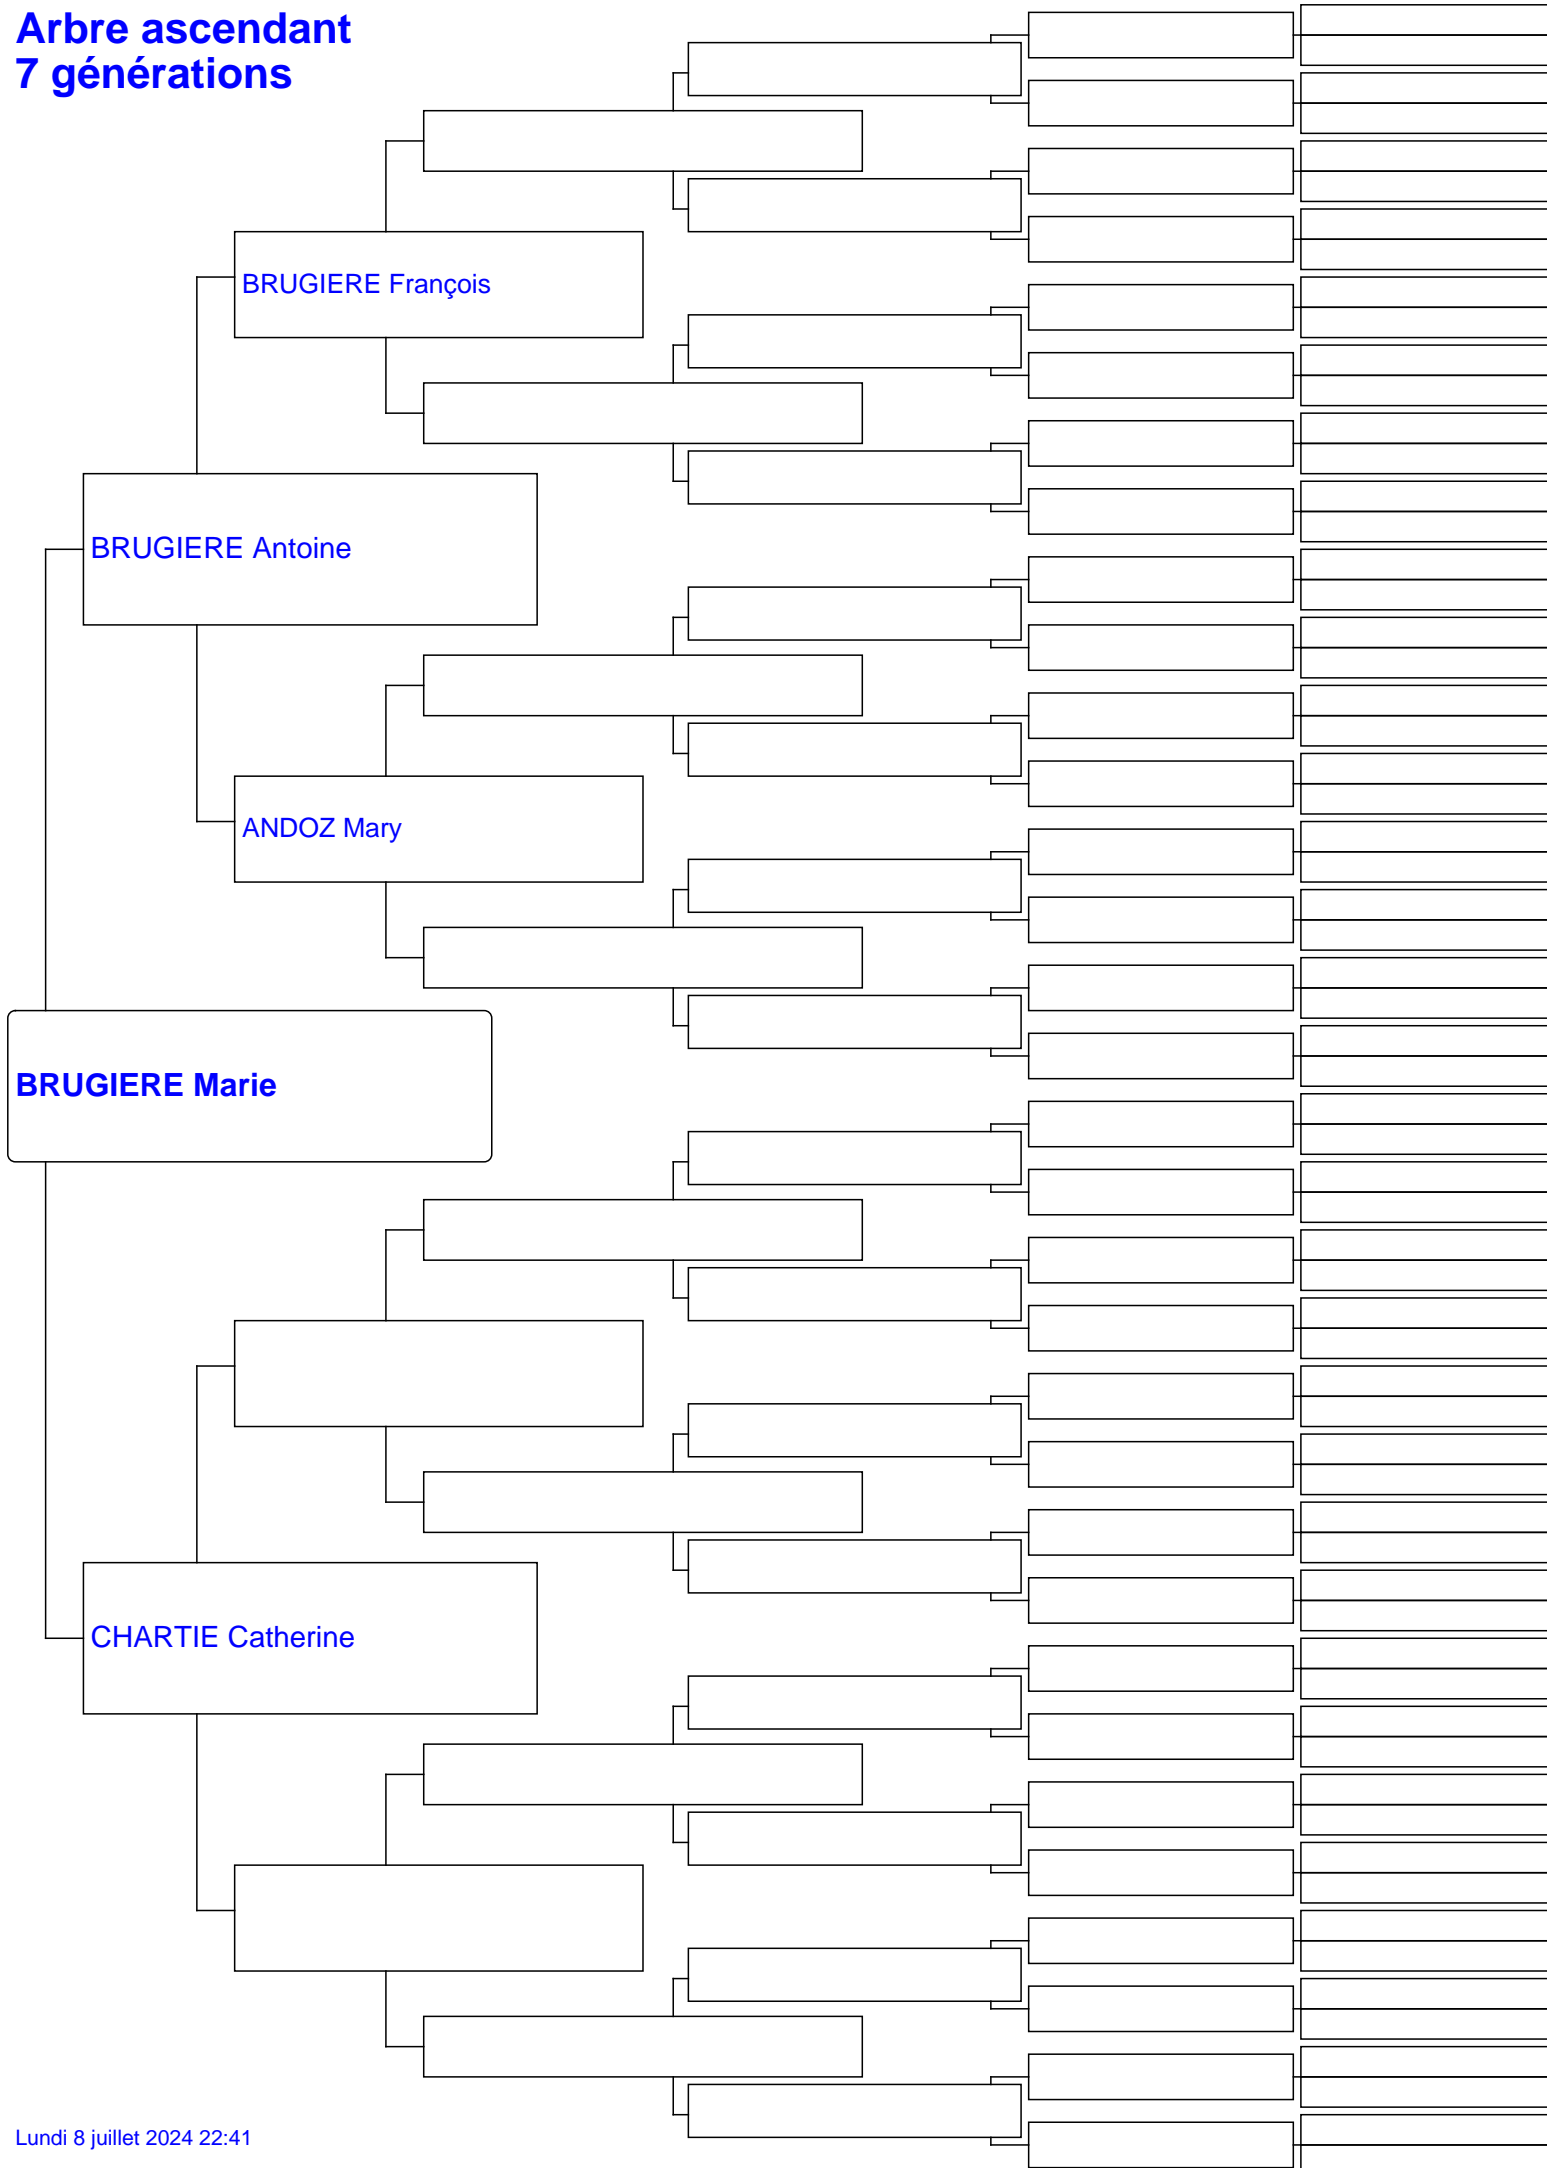 Arbre ascendant
7 générations
BRUGIERE François
BRUGIERE Antoine
ANDOZ Mary
BRUGIERE Marie
CHARTIE Catherine
Lundi 8 juillet 2024 22:41